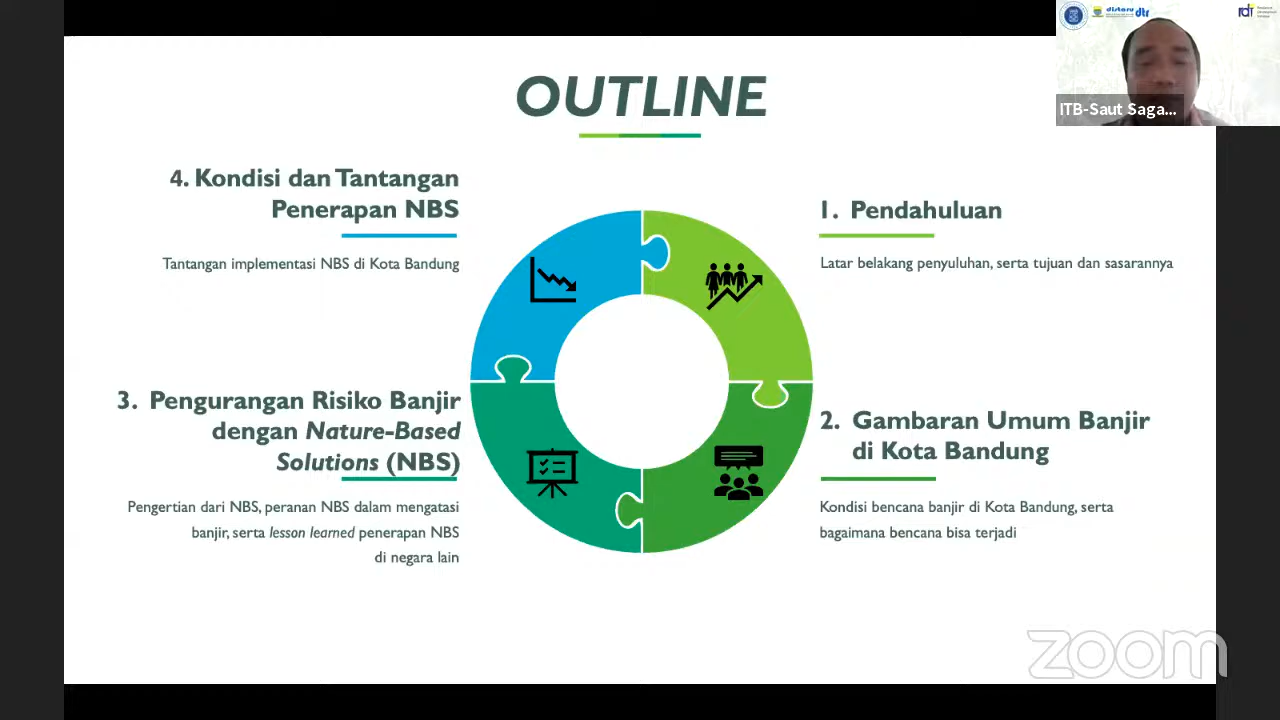 OUTLINE
4. Kondisi dan Tantangan
Penerapan NBS
Tantangan implementasi NBS di Kota Bandung
1. Pendahuluan
Latar belakang penyuluhan, serta tujuan dan sasarannya
3. Pengurangan Risiko Banjir
dengan Nature-Based
Solutions (NBS)
Pengertian dari NBS, peranan NBS dalam mengatasi
banjir, serta lesson learned penerapan NBS
di negara lain
2. Gambaran Umum Banjir
di Kota Bandung
Kondisi bencana banjir di Kota Bandung, serta
bagaimana bencana bisa terjadi
distaru dtr
rdi
ITB-Saut Saga...
zoom